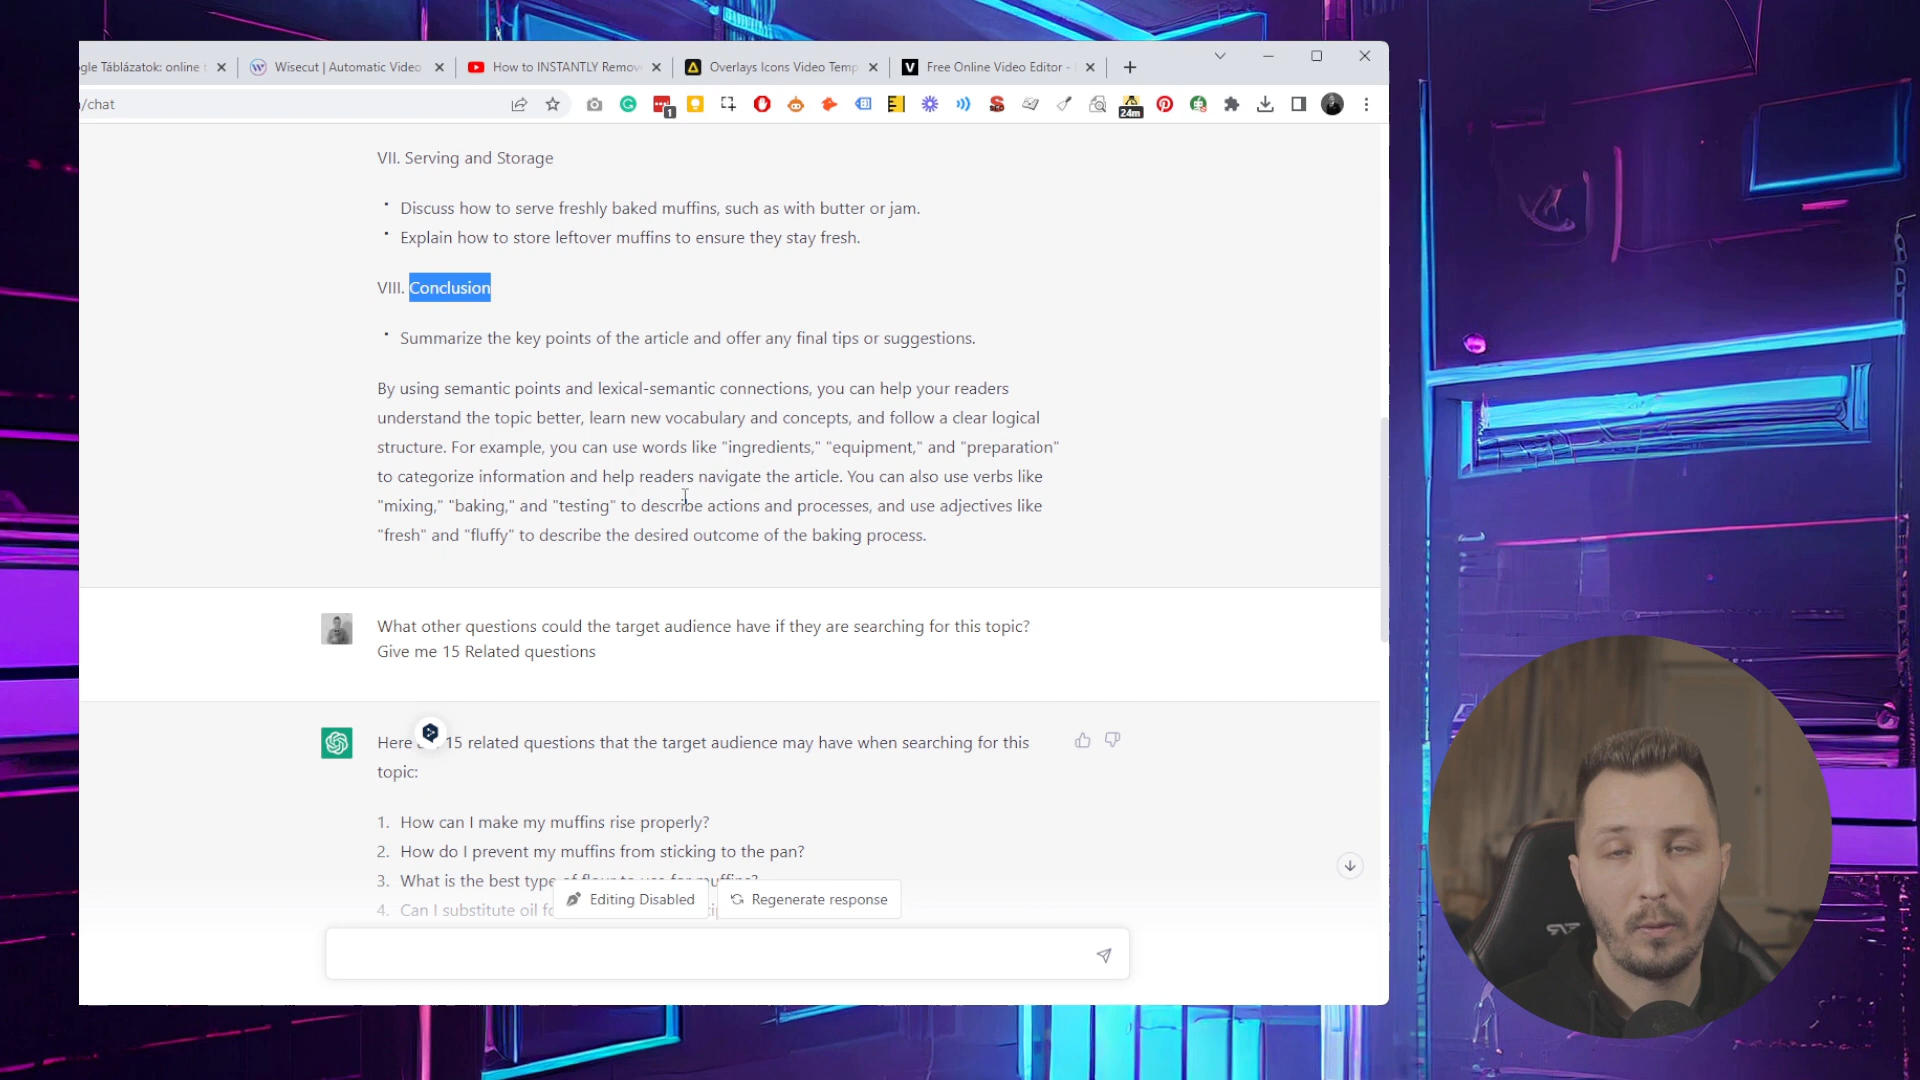 gle Táblázatok: online
Wisecut | Automatic Video
How to INSTANTLY Remov
Overlays Icons Video Temp
Free Online Video Editor -
/chat
1
24m
VII. Serving and Storage
Discuss how to serve freshly baked muffins, such as with butter or jam.
Explain how to store leftover muffins to ensure they stay fresh.
VIII. Conclusion
Summarize the key points of the article and offer any final tips or suggestions.
By using semantic points and lexical-semantic connections, you can help your readers
understand the topic better, learn new vocabulary and concepts, and follow a clear logical
structure. For example, you can use words like "ingredients," "equipment," and "preparation"
to categorize information and help readers navigate the article. You can also use verbs like
"mixing," "baking," and "testing" to describe actions and processes, and use adjectives like
"fresh" and "fluffy" to describe the desired outcome of the baking process.
What other questions could the target audience have if they are searching for this topic?
Give me 15 Related questions
Here 15 related questions that the target audience may have when searching for this
topic:
1. How can I make my muffins rise properly?
2. How do I prevent my muffins from sticking to the pan?
3. What is the best type
4. Can I substitute oil
Editing Disabled
Regenerate response